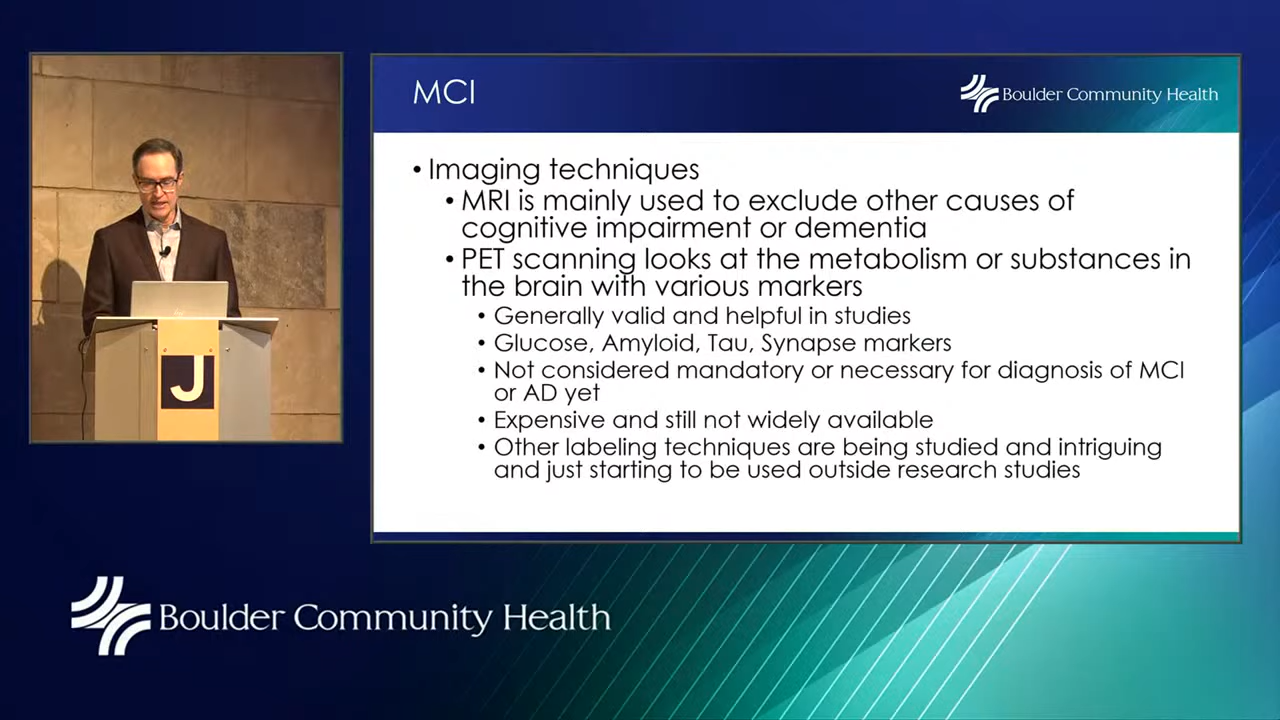 MCI
Boulder Community Health
• Imaging techniques
• MRI is mainly used to exclude other causes of
cognitive impairment or dementia
• PET scanning looks at the metabolism or substances in
the brain with various markers
• Generally valid and helpful in studies
• Glucose, Amyloid, Tau, Synapse markers
• Not considered mandatory or necessary for diagnosis of MCI
or AD yet
• Expensive and still not widely available
• Other labeling techniques are being studied and intriguing
and just starting to be used outside research studies
J
Boulder Community Health